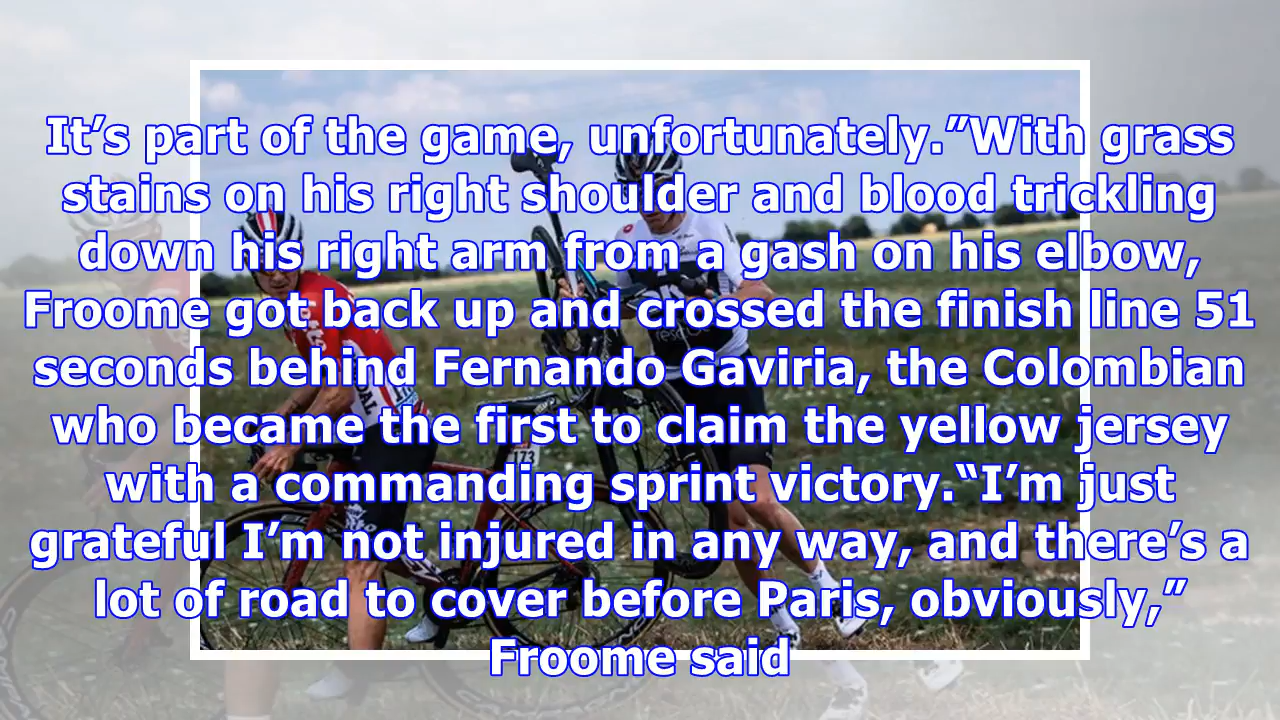 It’s part of the game, unfortunately.”With grass
stains on his right shoulder and blood trickling
down his right arm from a gash on his elbow,
Froome got back up and crossed the finish line 51
seconds behind Fernando Gaviria, the Colombian
who became the first to claim the yellow jersey
with a commanding sprint victory.“I’m just
grateful I’m not injured in any way, and there’s a
lot of road to cover before Paris, obviously,”
Froome said
173